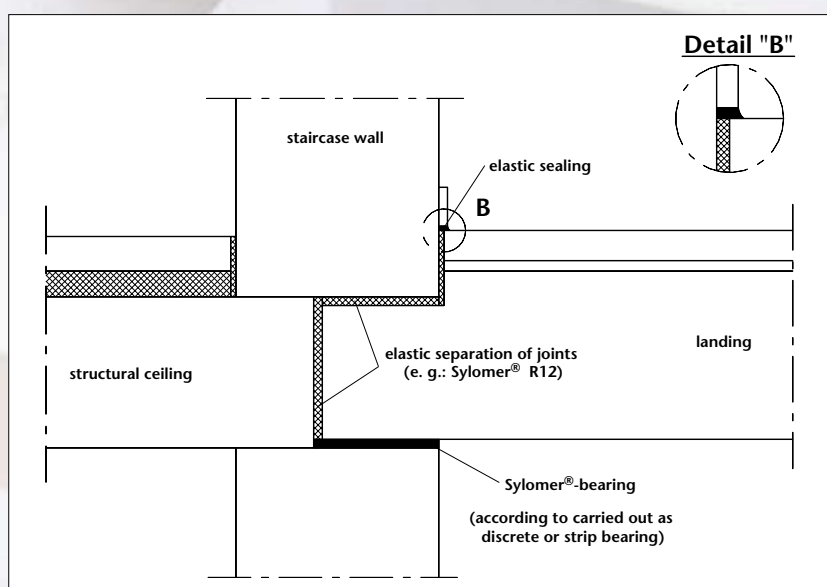 Detail "B"
staircase wall
elastic sealing
B
elastic separation of joints
(e. g.: Sylomer® R12)
landing
structural ceiling
Sylomer®-bearing
(according to carried out as
discrete or strip bearing)